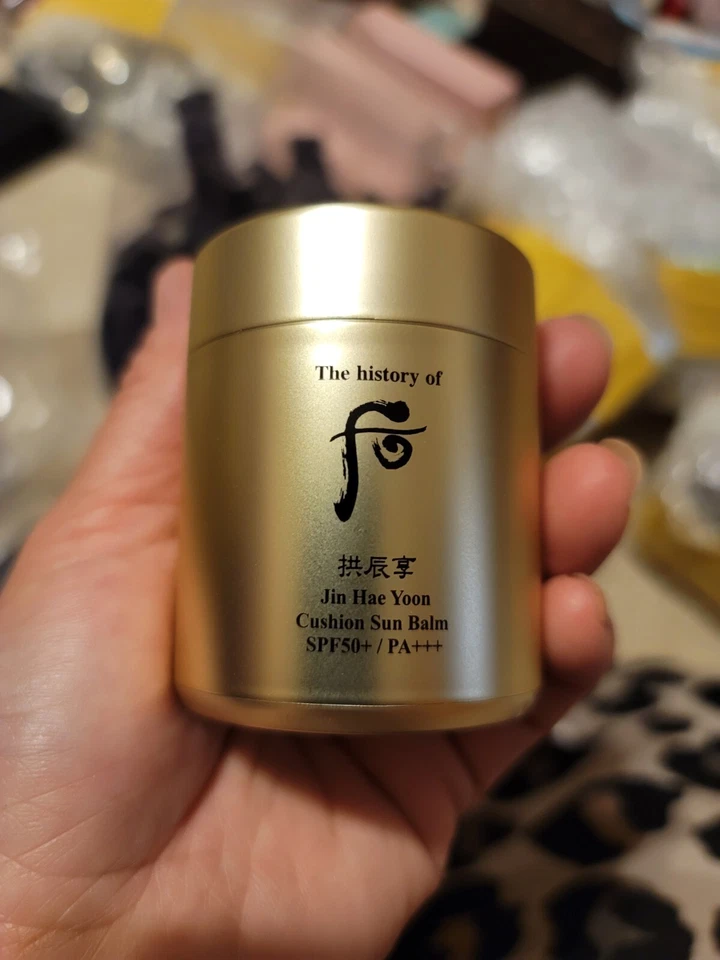 The history of
后
拱辰享
Jin Hae Yoon
Cushion Sun Balm
SPF50+ / PA+++